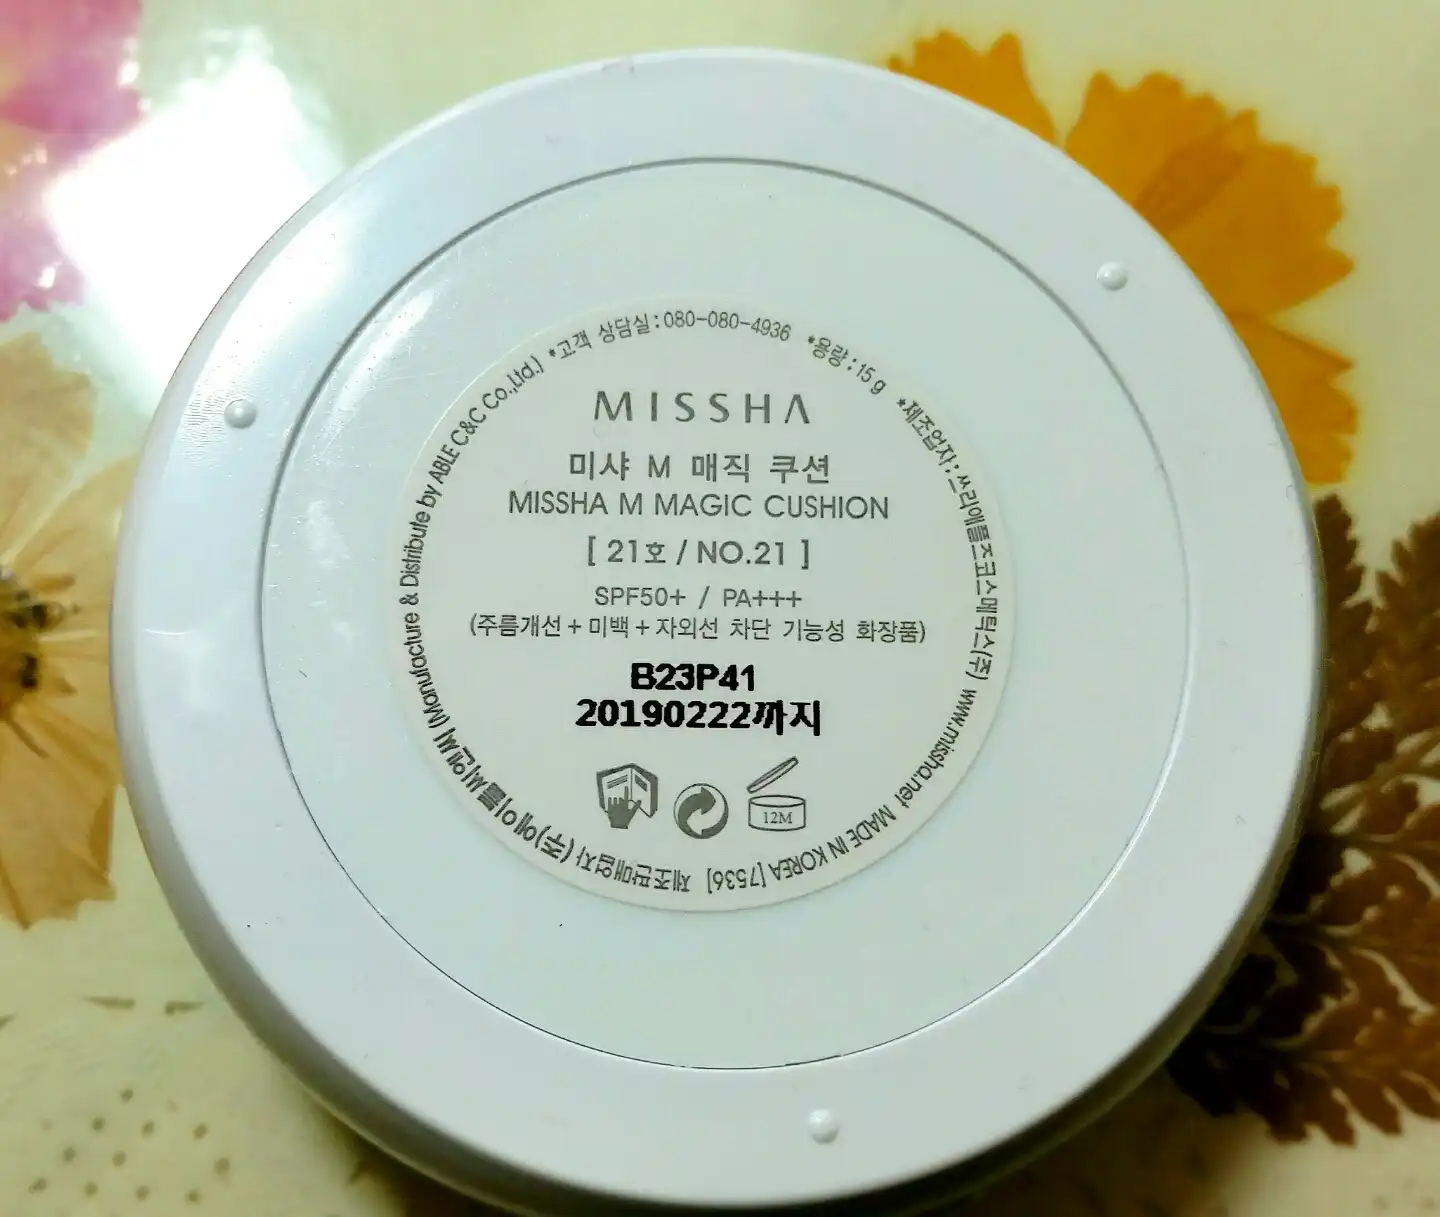 MISSHA
미샤 M 매직 쿠션
MISSHA M MAGIC CUSHION
[ 21호 / NO.21 ]
SPF50+ / PA+++
(주름개선 + 미백 + 자외선 차단 기능성 화장품)
B23P41
20190222까지
12M
제조판매업자 (주)에이블씨엔씨 (Manufacture & Distribute by ABLE C&C Co.,Ltd.) *고객 상담실:080-080-4936 *용량:15g *제조업자:쓰리애플즈코스메틱스(주) www.missha.net MADE IN KOREA [7536]